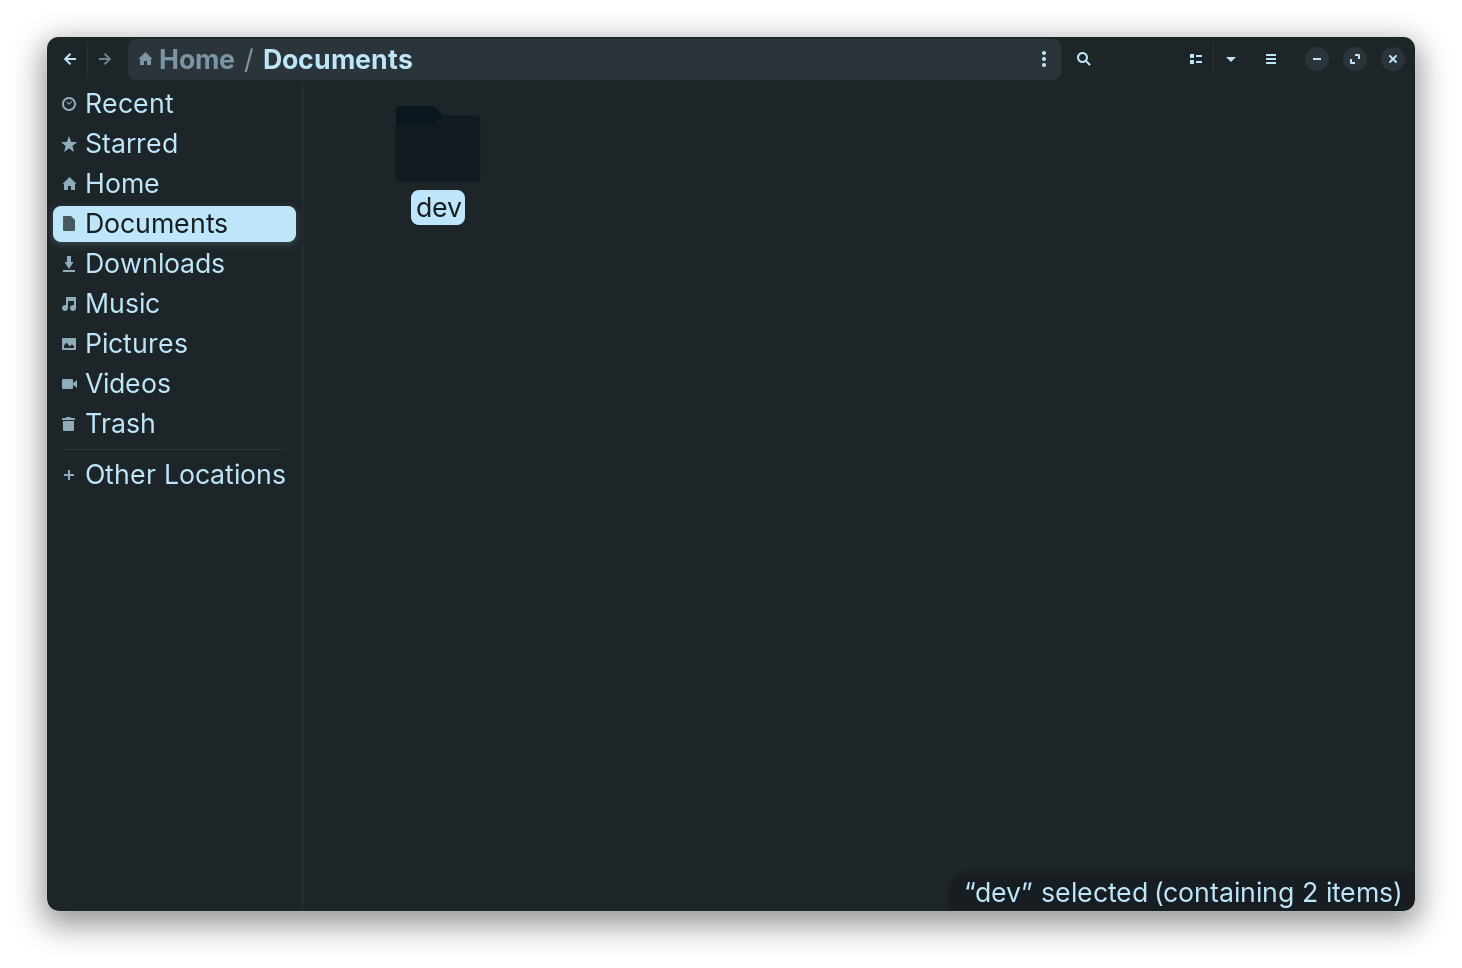 Home / Documents
Recent
Starred
Home
Documents
Downloads
Music
Pictures
Videos
Trash
Other Locations
dev
“dev” selected (containing 2 items)